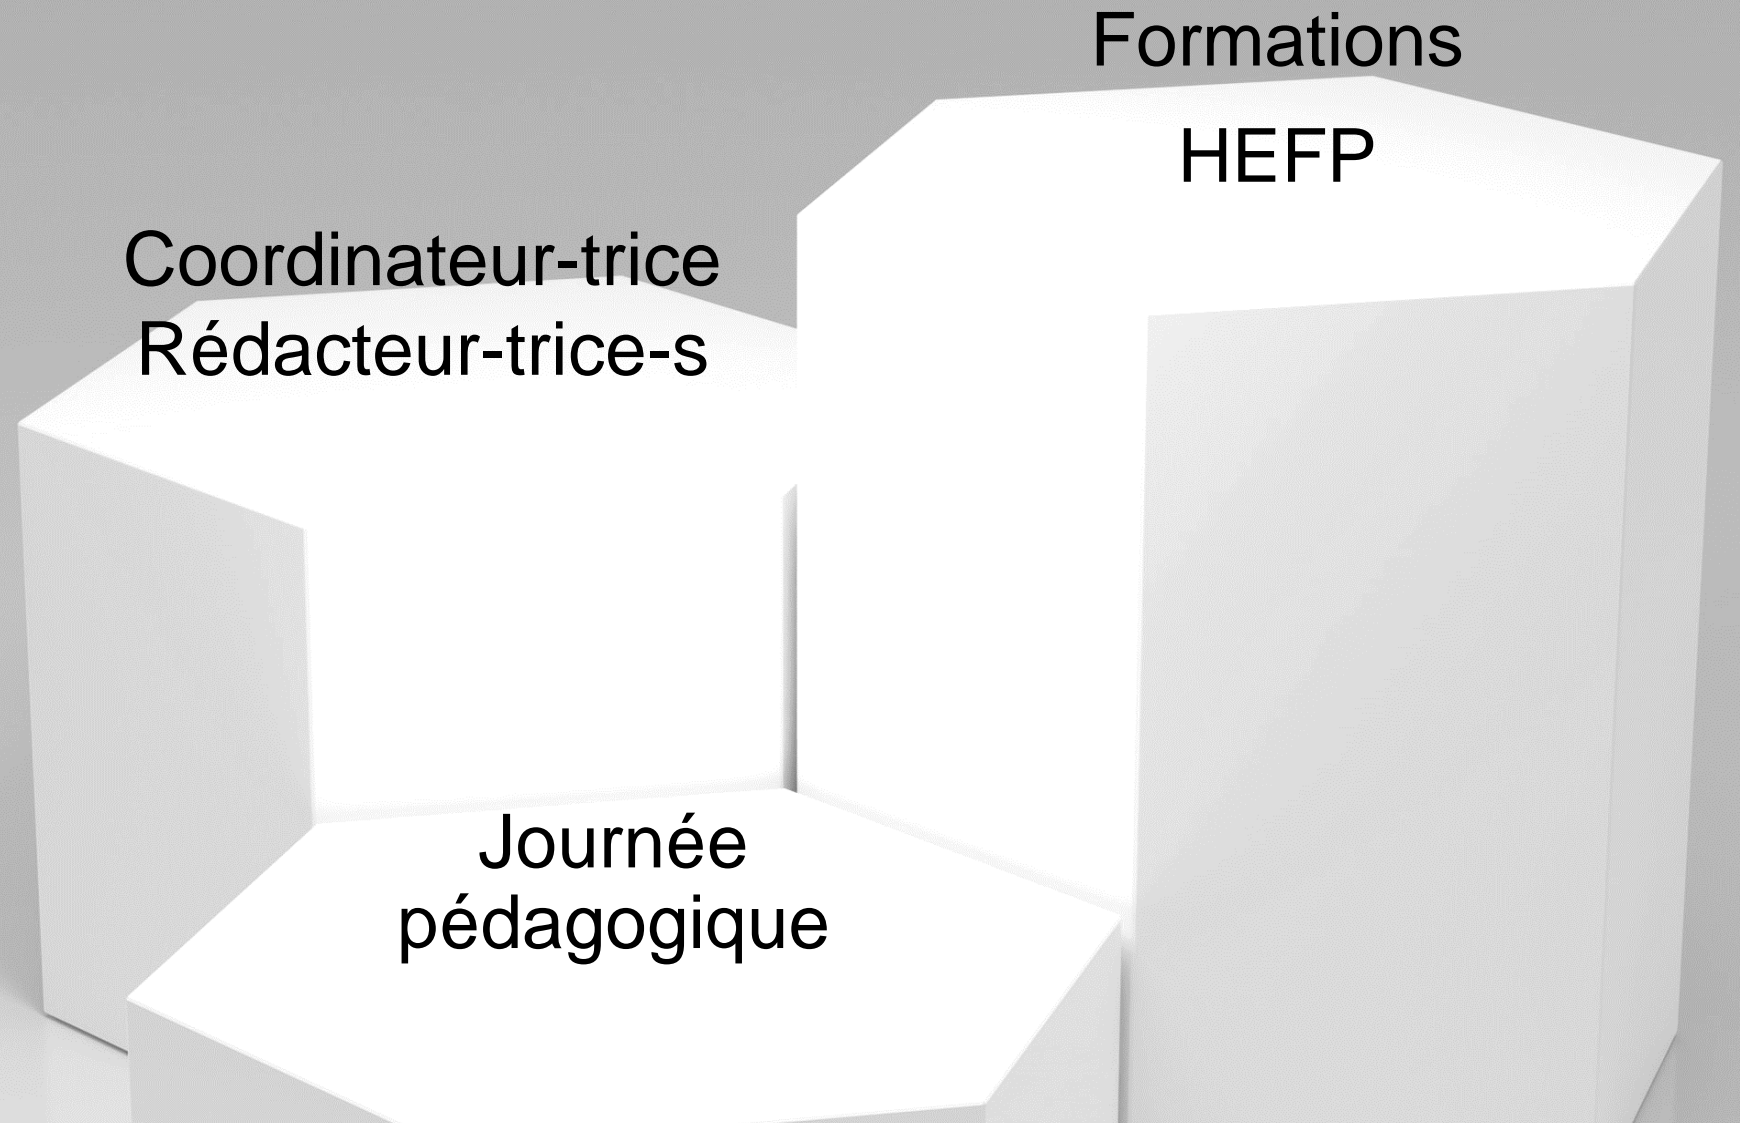 Formations
HEFP
Coordinateur-trice
Rédacteur-trice-s
Journée
pédagogique